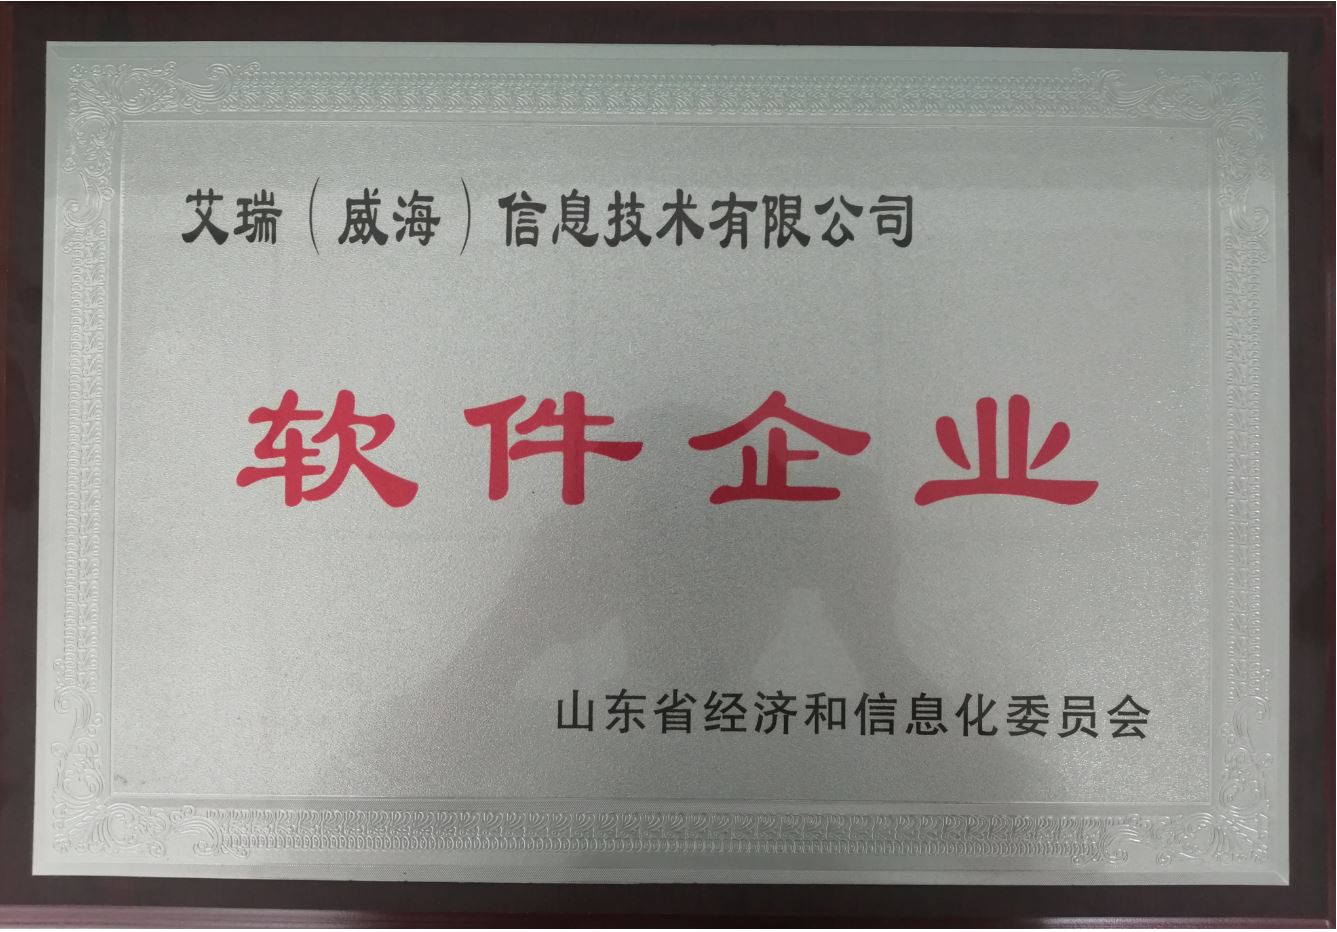 艾瑞（威海）信息技术有限公司
软件企业
山东省经济和信息化委员会